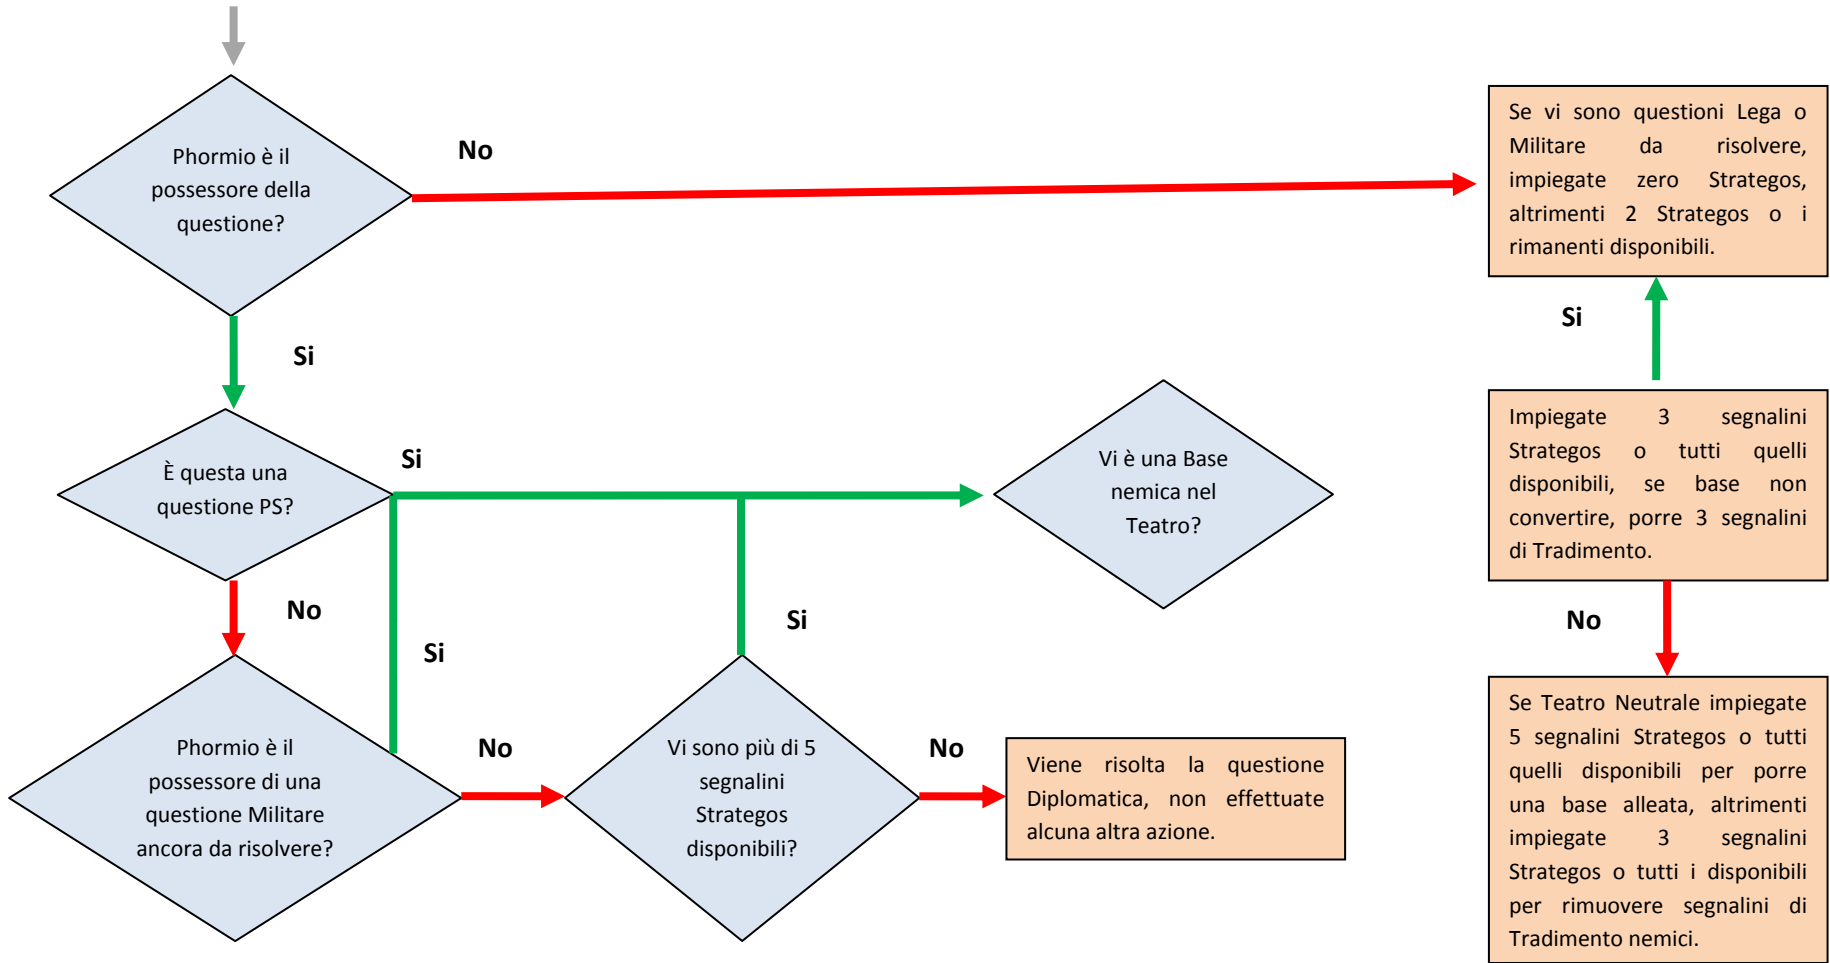 Phormio è il
possessore della
questione?
No
Se vi sono questioni Lega o
Militare da risolvere,
impiegate zero Strategos,
altrimenti 2 Strategos o i
rimanenti disponibili.
Si
Si
È questa una
questione PS?
Si
Vi è una Base
nemica nel
Teatro?
Impiegate 3 segnalini
Strategos o tutti quelli
disponibili, se base non
convertire, porre 3 segnalini
di Tradimento.
No
Si
Si
No
Phormio è il
possessore di una
questione Militare
ancora da risolvere?
No
Vi sono più di 5
segnalini
Strategos
disponibili?
No
Viene risolta la questione
Diplomatica, non effettuate
alcuna altra azione.
Se Teatro Neutrale impiegate
5 segnalini Strategos o tutti
quelli disponibili per porre
una base alleata, altrimenti
impiegate 3 segnalini
Strategos o tutti i disponibili
per rimuovere segnalini di
Tradimento nemici.